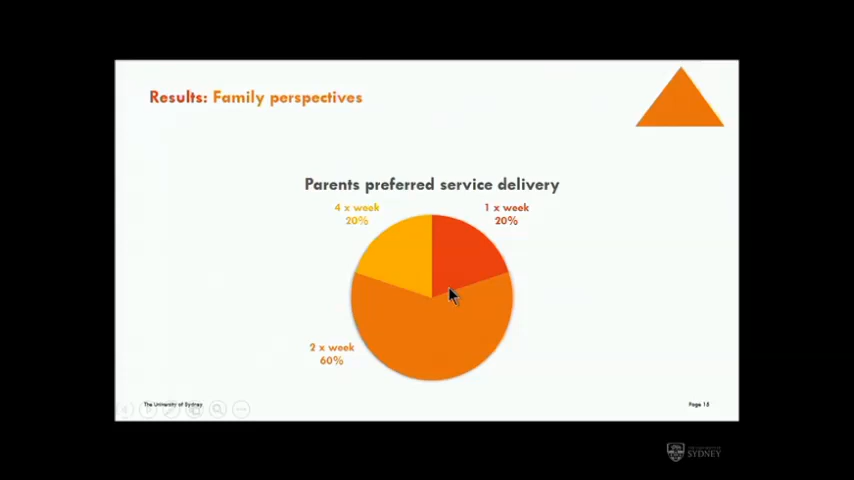 Results: Family perspectives
Parents preferred service delivery
4 x week
20%
1 x week
20%
2 x week
60%
The University of Sydney
Page 15
SYDNEY